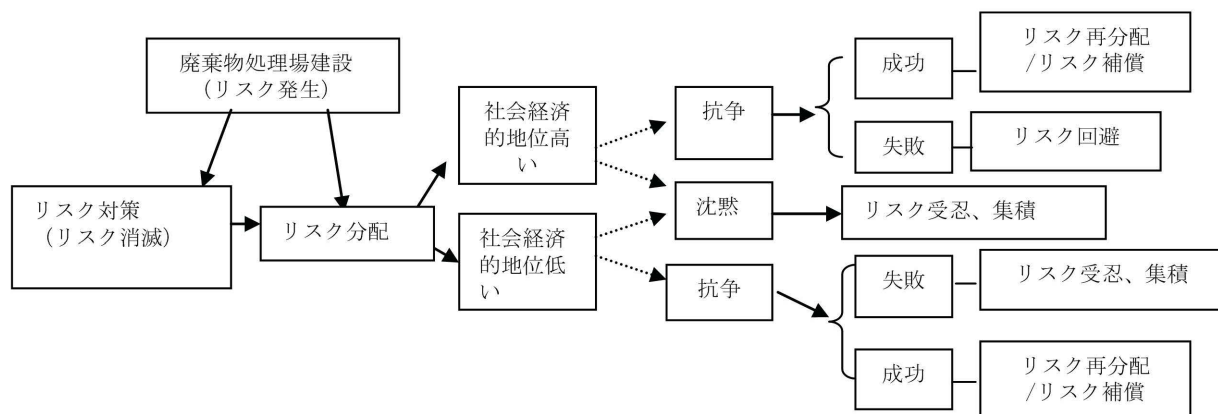 廃棄物処理場建設
（リスク発生）
リスク対策
（リスク消滅）
リスク分配
社会経済
的地位高
い
社会経済
的地位低
い
抗争
沈黙
抗争
成功
リスク再分配
/リスク補償
失敗
リスク回避
リスク受忍、集積
失敗
リスク受忍、集積
成功
リスク再分配
/リスク補償